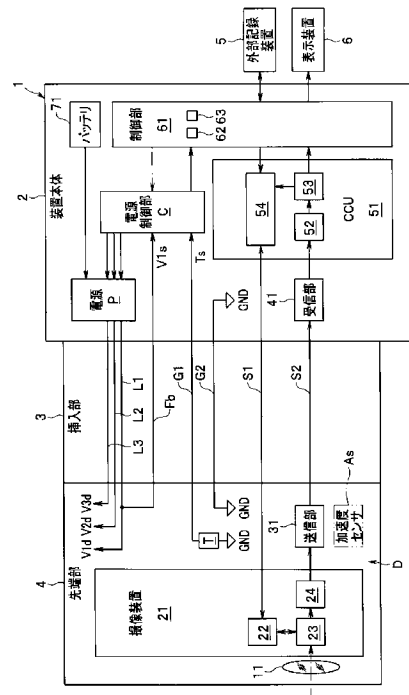 1
2
装置本体
71
バッテリ
制御部
61
62
63
5
外部記録
装置
6
表示装置
電源
P
電源
制御部
C
V1s
Ts
54
53
52
CCU
51
41
受信部
GND
3
挿入部
L3
L2
L1
Fb
G1
G2
S1
S2
4
先端部
V1d
V2d
V3d
T
GND
GND
撮像装置
21
22
23
24
11
31
送信部
加速度
センサ
As
D